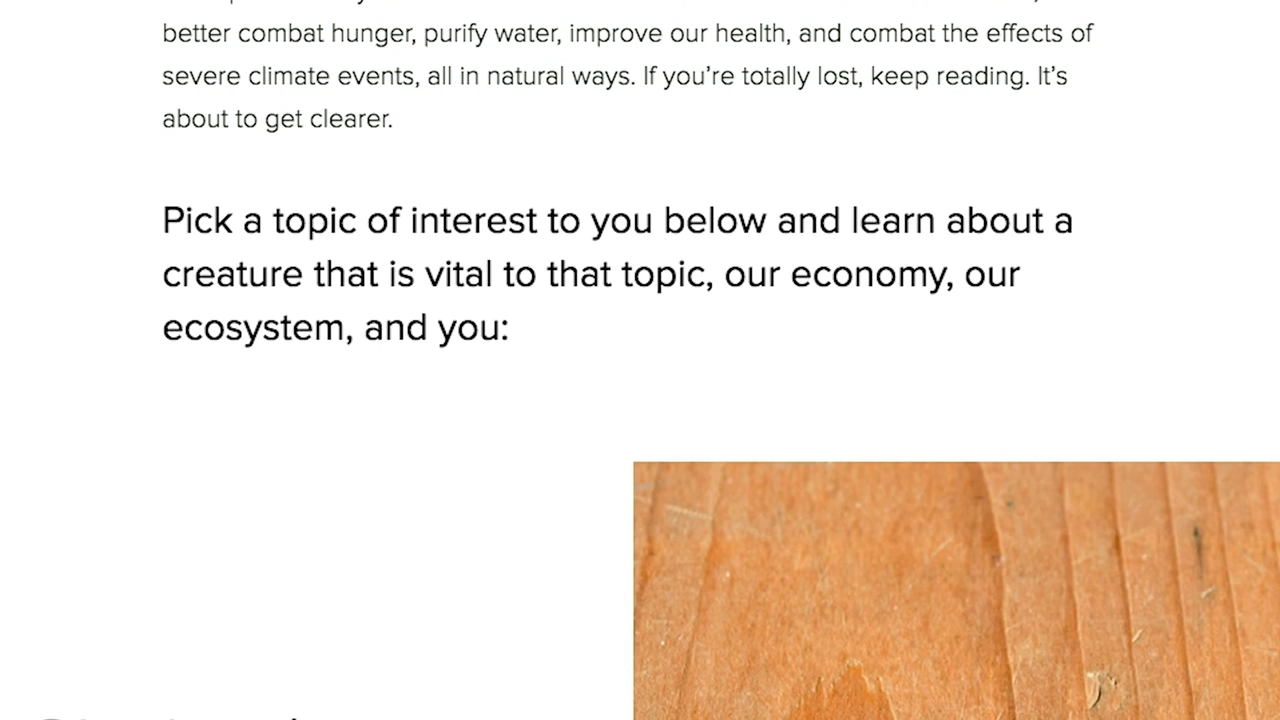 better combat hunger, purify water, improve our health, and combat the effects of
severe climate events, all in natural ways. If you’re totally lost, keep reading. It’s
about to get clearer.
Pick a topic of interest to you below and learn about a
creature that is vital to that topic, our economy, our
ecosystem, and you: